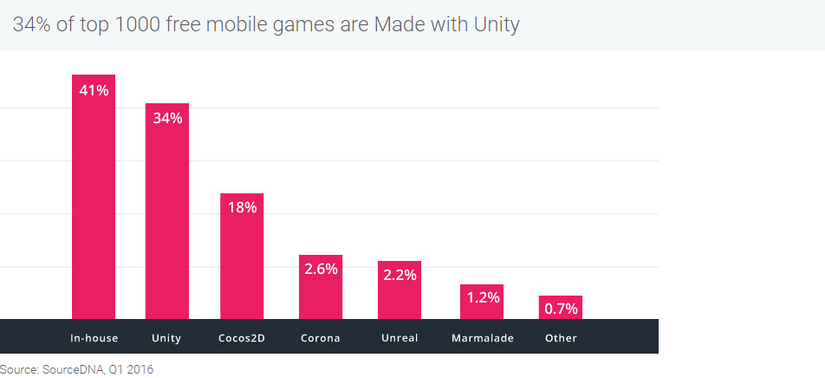 34% of top 1000 free mobile games are Made with Unity
41%
34%
18%
2.6%
2.2%
1.2%
0.7%
In-house Unity Cocos2D Corona Unreal Marmalade Other
Source: SourceDNA, Q1 2016